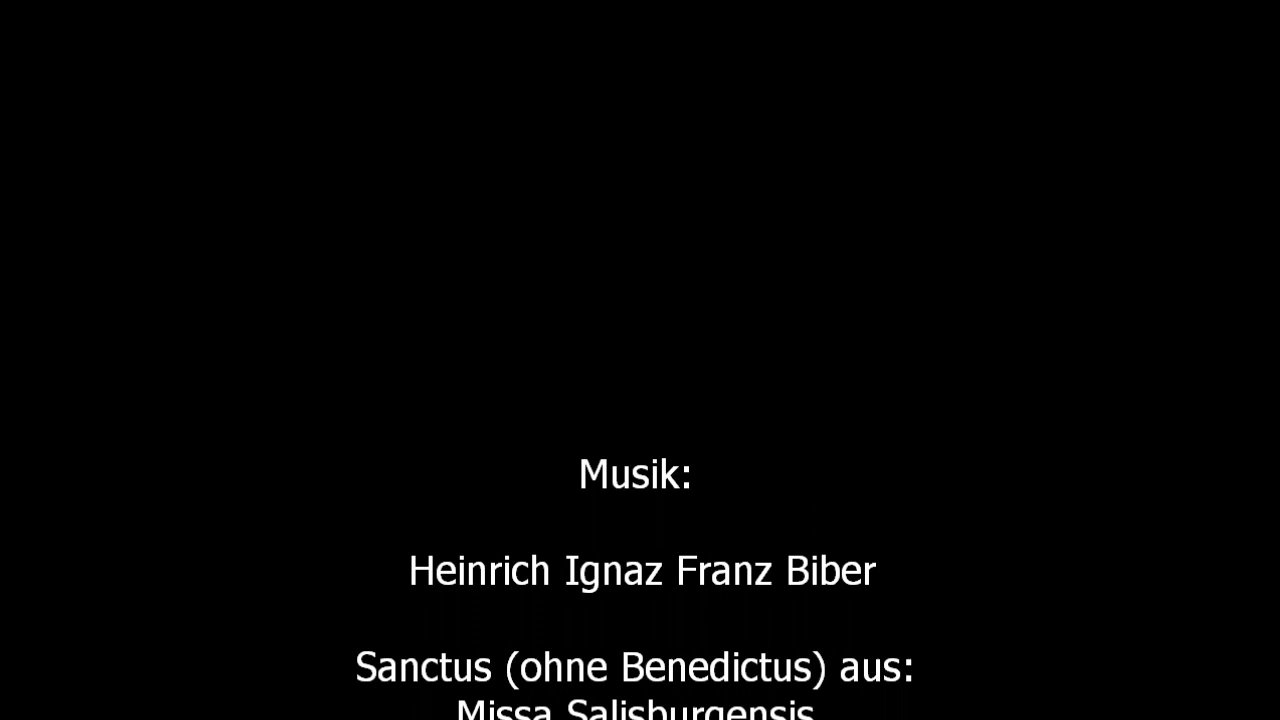 Musik:
Heinrich Ignaz Franz Biber
Sanctus (ohne Benedictus) aus:
Missa Salisburgensis